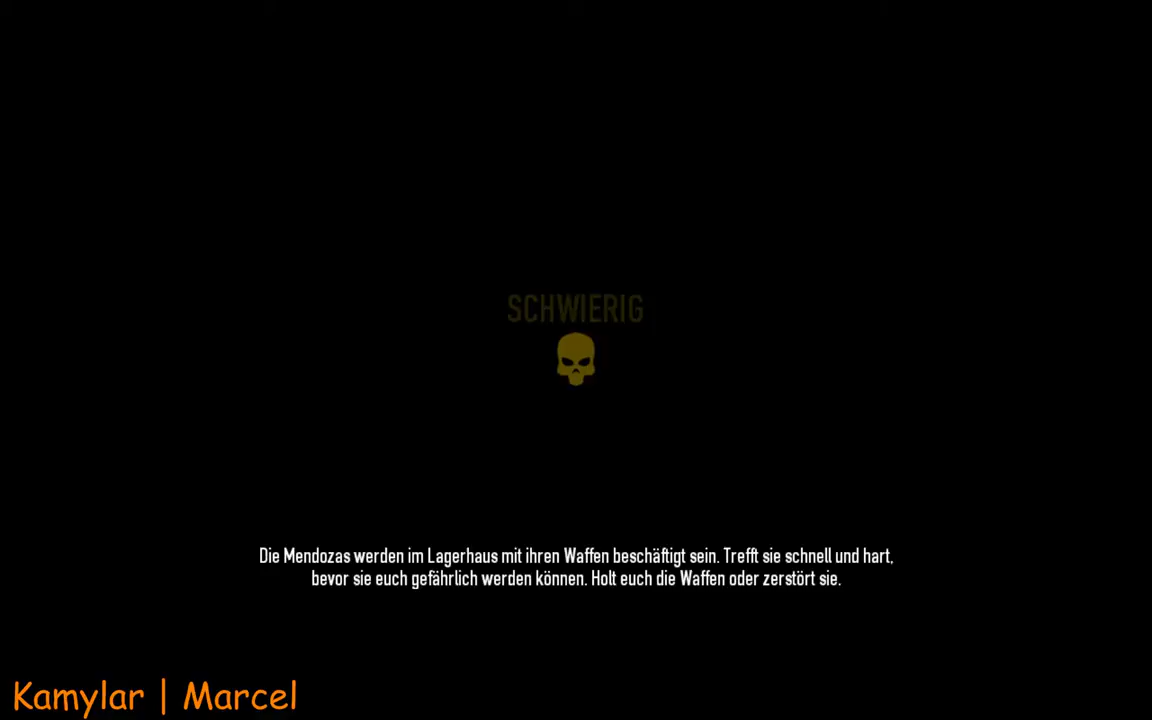 SCHWIERIG
Die Mendozas werden im Lagerhaus mit ihren Waffen beschäftigt sein. Trefft sie schnell und hart,
bevor sie euch gefährlich werden können. Holt euch die Waffen oder zerstört sie.
Kamylar | Marcel